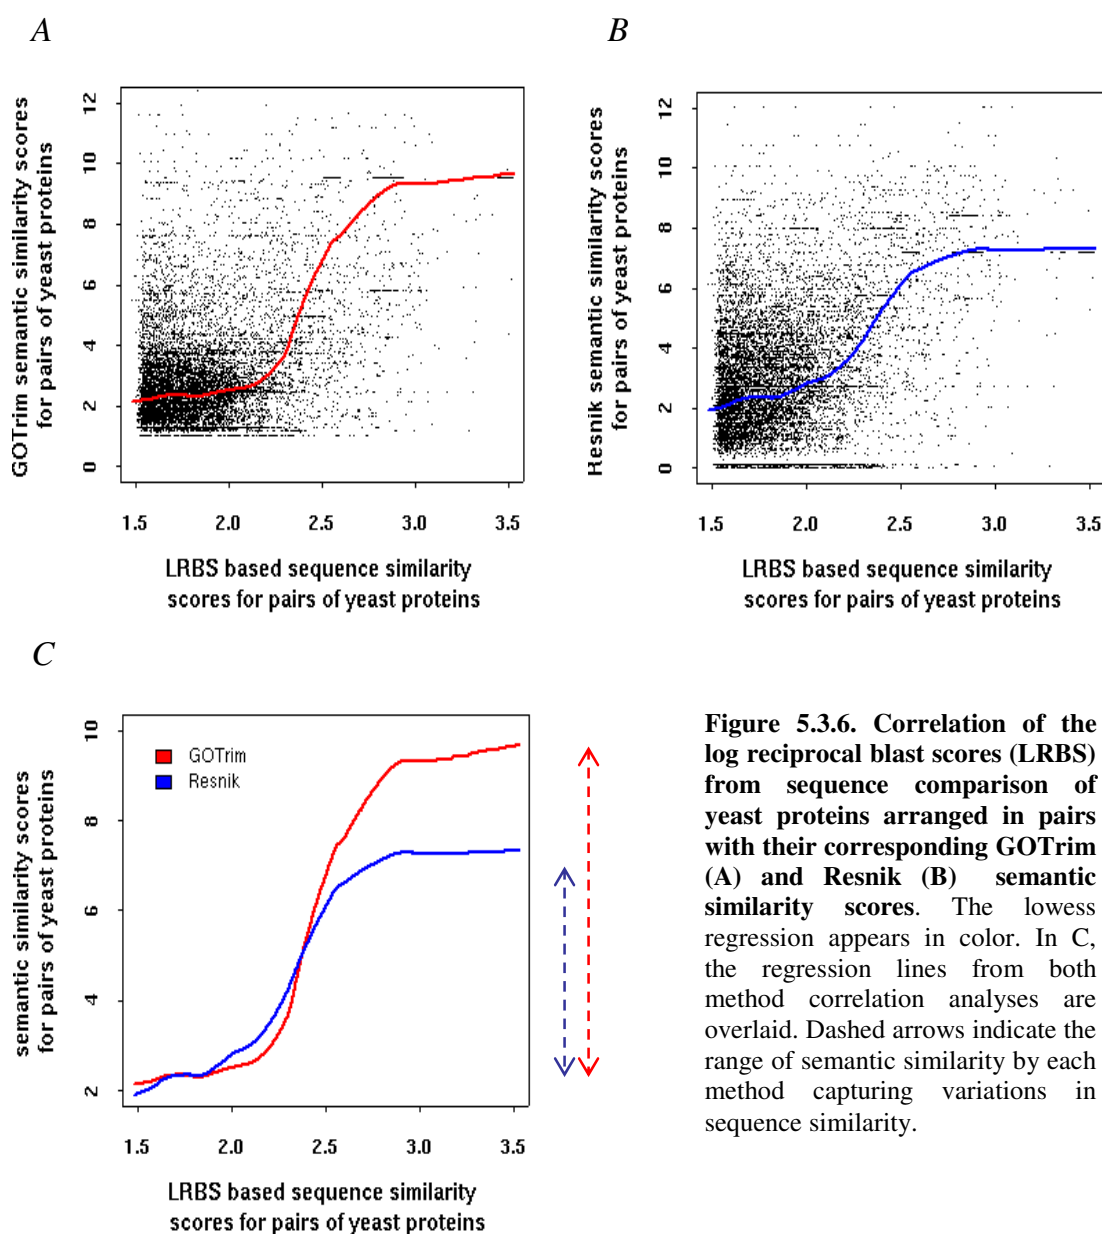 A
B
GOTrim semantic similarity scores
for pairs of yeast proteins
12
10
8
6
4
2
0
1.5 2.0 2.5 3.0 3.5
LRBS based sequence similarity
scores for pairs of yeast proteins
Resnik semantic similarity scores
for pairs of yeast proteins
12
10
8
6
4
2
0
1.5 2.0 2.5 3.0 3.5
LRBS based sequence similarity
scores for pairs of yeast proteins
C
semantic similarity scores
for pairs of yeast proteins
10
8
6
4
2
GOTrim
Resnik
1.5 2.0 2.5 3.0 3.5
LRBS based sequence similarity
scores for pairs of yeast proteins
Figure 5.3.6. Correlation of the
log reciprocal blast scores (LRBS)
from sequence comparison of
yeast proteins arranged in pairs
with their corresponding GOTrim
(A) and Resnik (B) semantic
similarity scores. The lowess
regression appears in color. In C,
the regression lines from both
method correlation analyses are
overlaid. Dashed arrows indicate the
range of semantic similarity by each
method capturing variations in
sequence similarity.